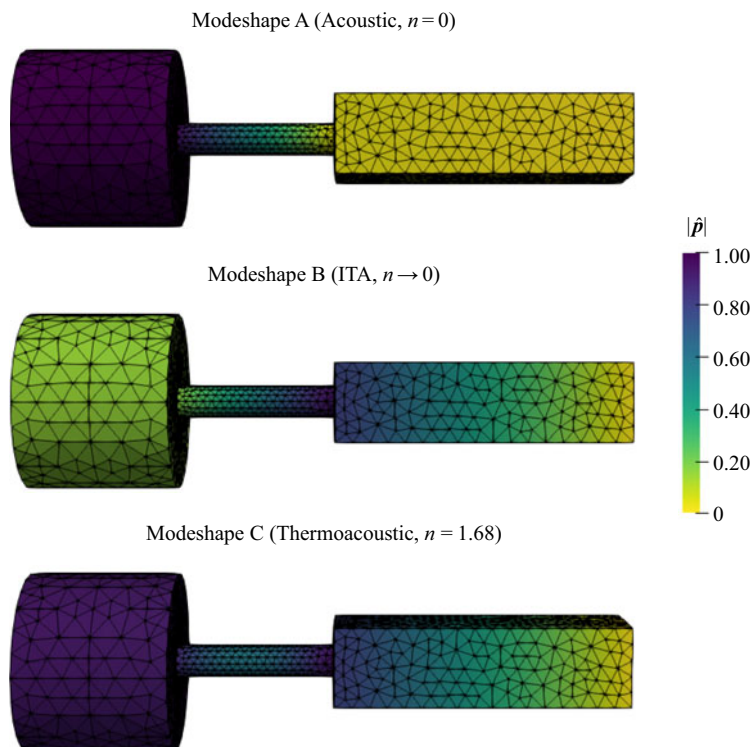 Modeshape A (Acoustic, n = 0)
|p̂|
1.00
Modeshape B (ITA, n → 0)
0.80
0.60
0.40
0.20
0
Modeshape C (Thermoacoustic, n = 1.68)